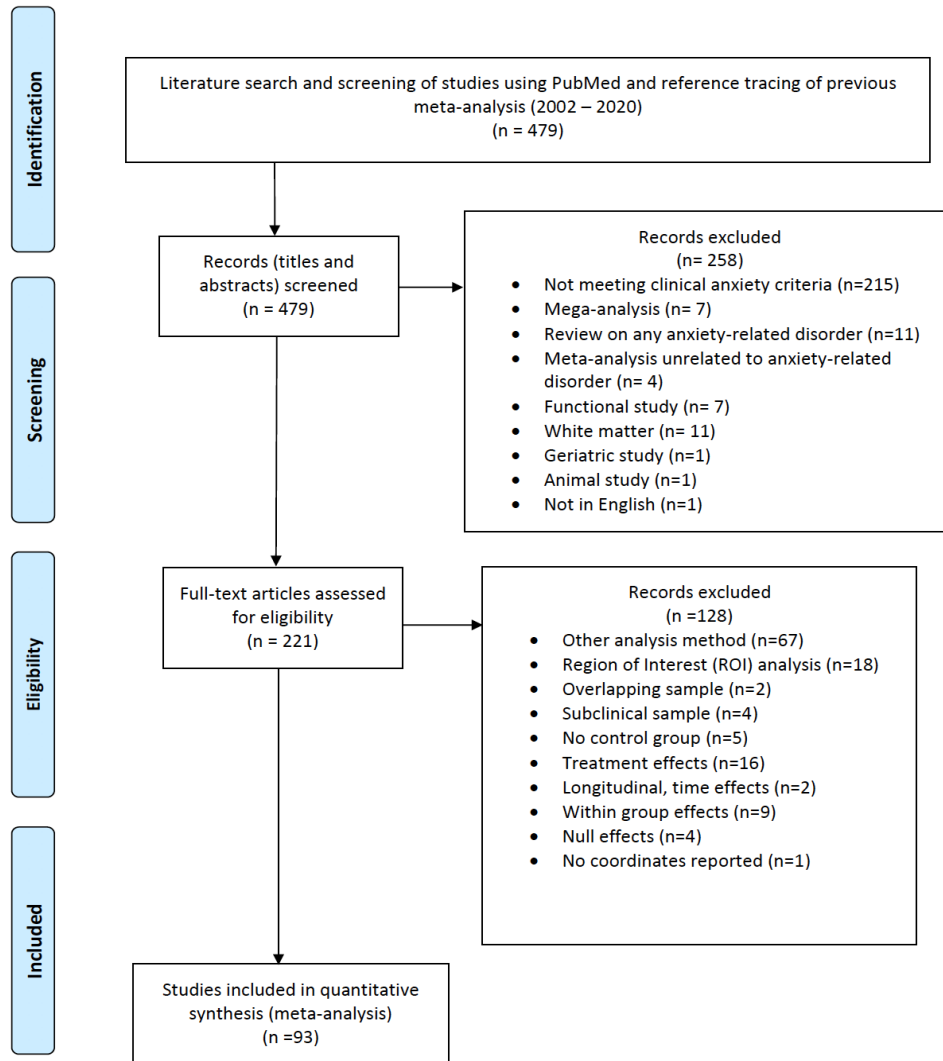 Identification
Literature search and screening of studies using PubMed and reference tracing of previous
meta-analysis (2002 – 2020)
(n = 479)
Screening
Records (titles and
abstracts) screened
(n = 479)
Records excluded
(n= 258)
• Not meeting clinical anxiety criteria (n=215)
• Mega-analysis (n= 7)
• Review on any anxiety-related disorder (n=11)
• Meta-analysis unrelated to anxiety-related
disorder (n= 4)
• Functional study (n= 7)
• White matter (n= 11)
• Geriatric study (n=1)
• Animal study (n=1)
• Not in English (n=1)
Eligibility
Full-text articles assessed
for eligibility
(n = 221)
Records excluded
(n =128)
• Other analysis method (n=67)
• Region of Interest (ROI) analysis (n=18)
• Overlapping sample (n=2)
• Subclinical sample (n=4)
• No control group (n=5)
• Treatment effects (n=16)
• Longitudinal, time effects (n=2)
• Within group effects (n=9)
• Null effects (n=4)
• No coordinates reported (n=1)
Included
Studies included in quantitative
synthesis (meta-analysis)
(n =93)